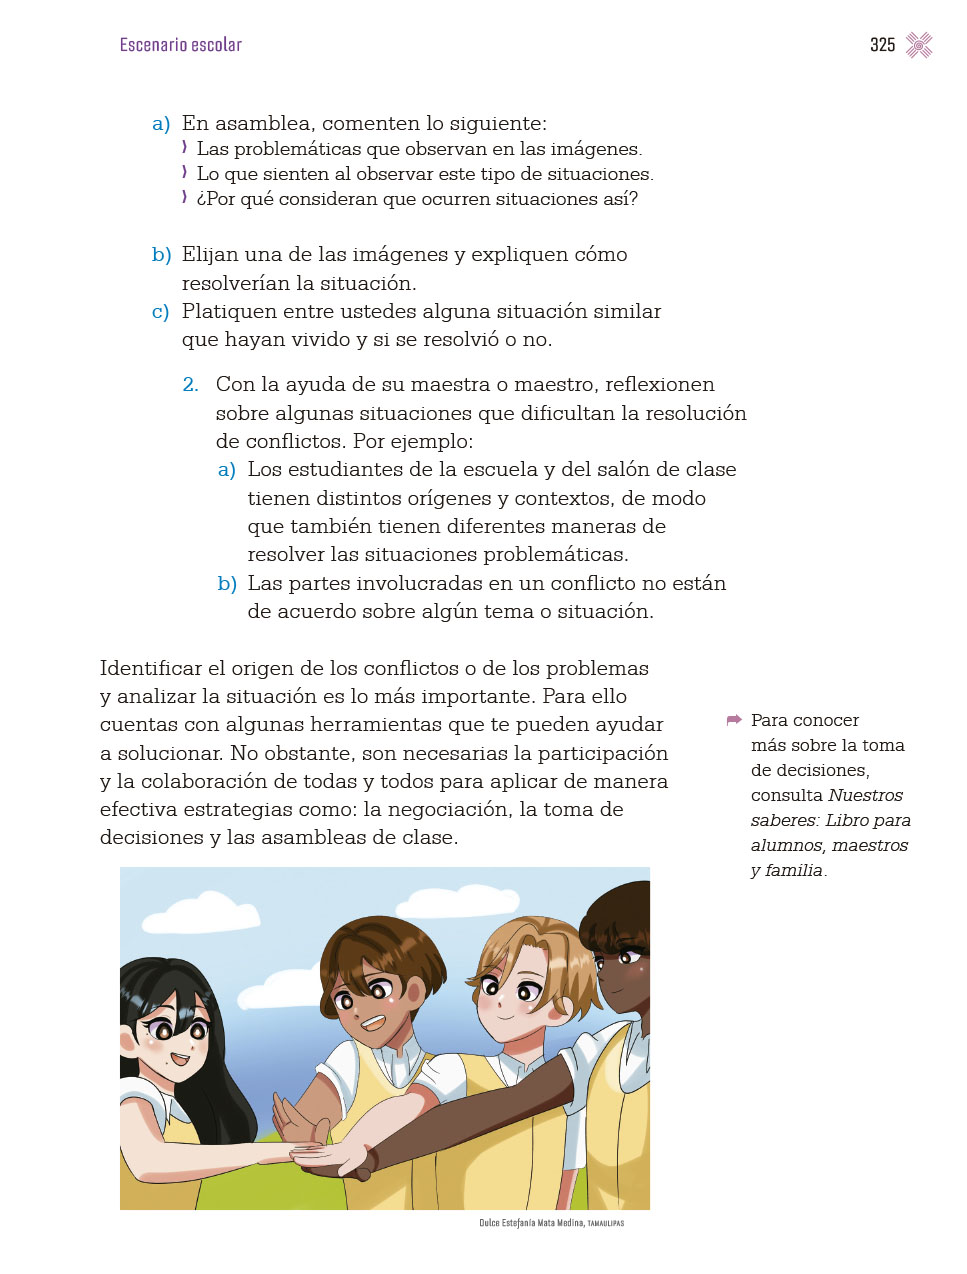 Escenario escolar
325
a) En asamblea, comenten lo siguiente:
⟩ Las problemáticas que observan en las imágenes.
⟩ Lo que sienten al observar este tipo de situaciones.
⟩ ¿Por qué consideran que ocurren situaciones así?
b) Elijan una de las imágenes y expliquen cómo
resolverían la situación.
c) Platiquen entre ustedes alguna situación similar
que hayan vivido y si se resolvió o no.
2. Con la ayuda de su maestra o maestro, reflexionen
sobre algunas situaciones que dificultan la resolución
de conflictos. Por ejemplo:
a) Los estudiantes de la escuela y del salón de clase
tienen distintos orígenes y contextos, de modo
que también tienen diferentes maneras de
resolver las situaciones problemáticas.
b) Las partes involucradas en un conflicto no están
de acuerdo sobre algún tema o situación.
Identificar el origen de los conflictos o de los problemas
y analizar la situación es lo más importante. Para ello
cuentas con algunas herramientas que te pueden ayudar
a solucionar. No obstante, son necesarias la participación
y la colaboración de todas y todos para aplicar de manera
efectiva estrategias como: la negociación, la toma de
decisiones y las asambleas de clase.
Para conocer
más sobre la toma
de decisiones,
consulta Nuestros
saberes: Libro para
alumnos, maestros
y familia.
Dulce Estefanía Mata Medina, TAMAULIPAS